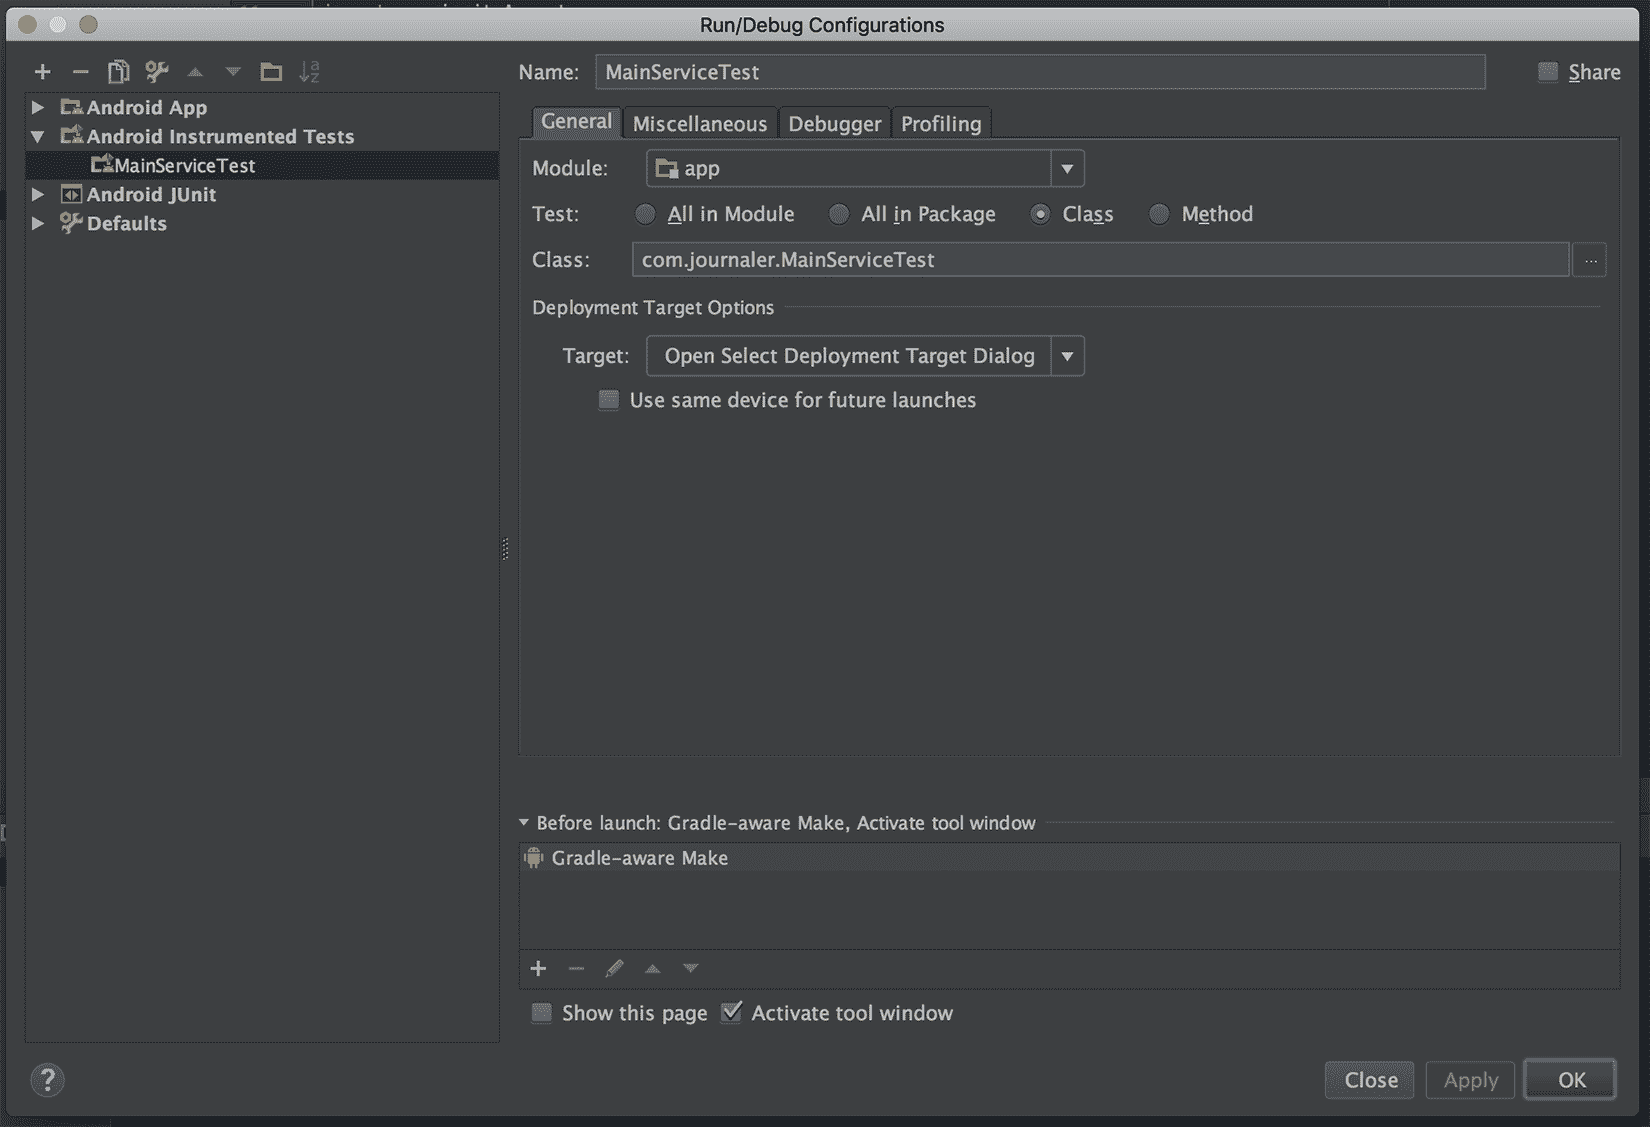 Run/Debug Configurations
Name: MainServiceTest Share
Android App
Android Instrumented Tests
MainServiceTest
Android JUnit
Defaults
General Miscellaneous Debugger Profiling
Module: app
Test: All in Module All in Package Class Method
Class: com.journaler.MainServiceTest ...
Deployment Target Options
Target: Open Select Deployment Target Dialog
Use same device for future launches
Before launch: Gradle-aware Make, Activate tool window
Gradle-aware Make
Show this page Activate tool window
? Close Apply OK